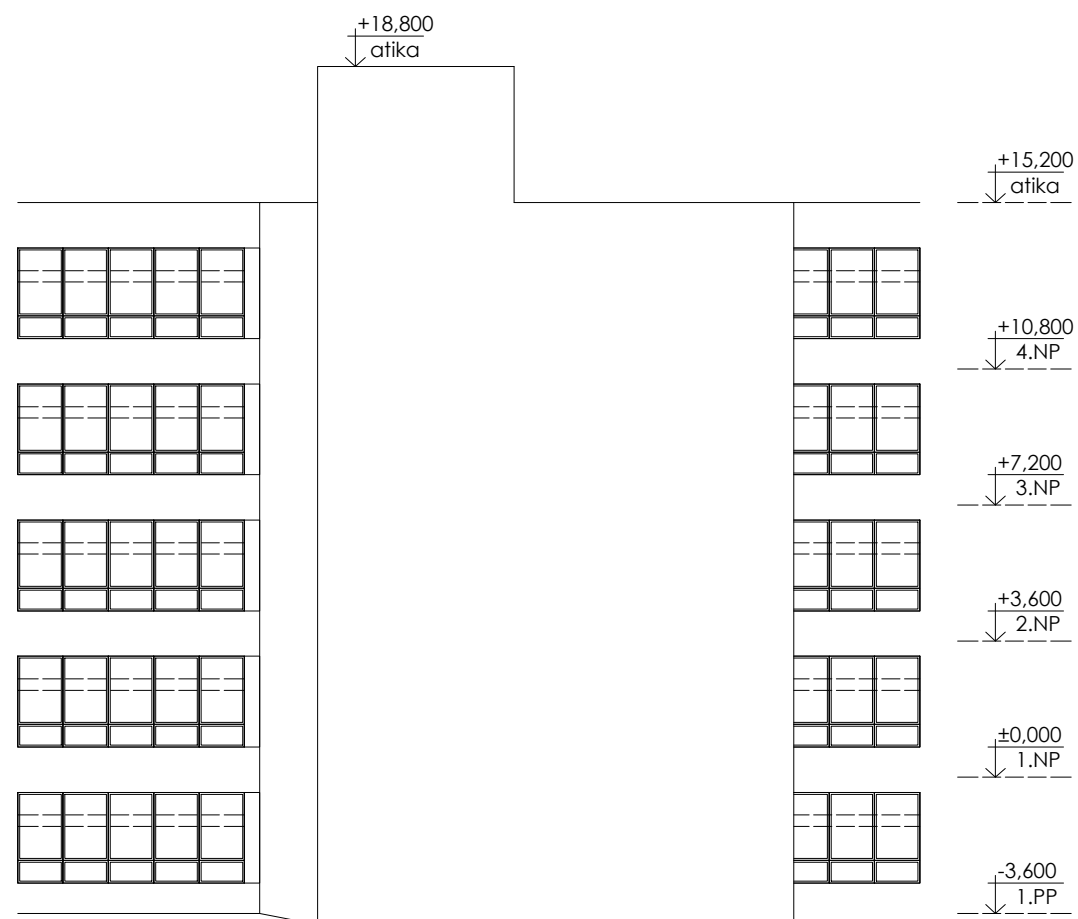 +18,800
atika
+15,200
atika
+10,800
4.NP
+7,200
3.NP
+3,600
2.NP
±0,000
1.NP
-3,600
1.PP